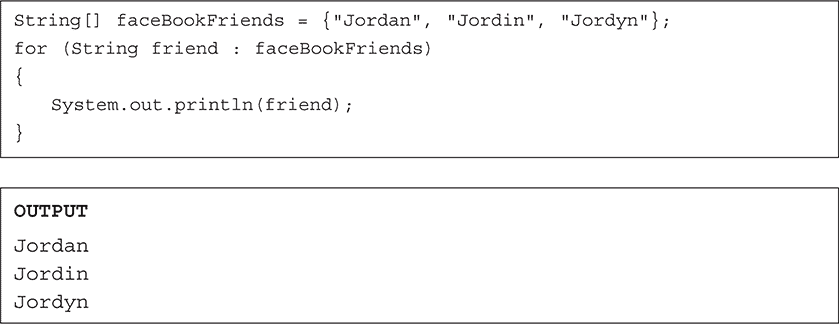 String[] faceBookFriends = {"Jordan", "Jordin", "Jordyn"};
for (String friend : faceBookFriends)
{
System.out.println(friend);
}
OUTPUT
Jordan
Jordin
Jordyn